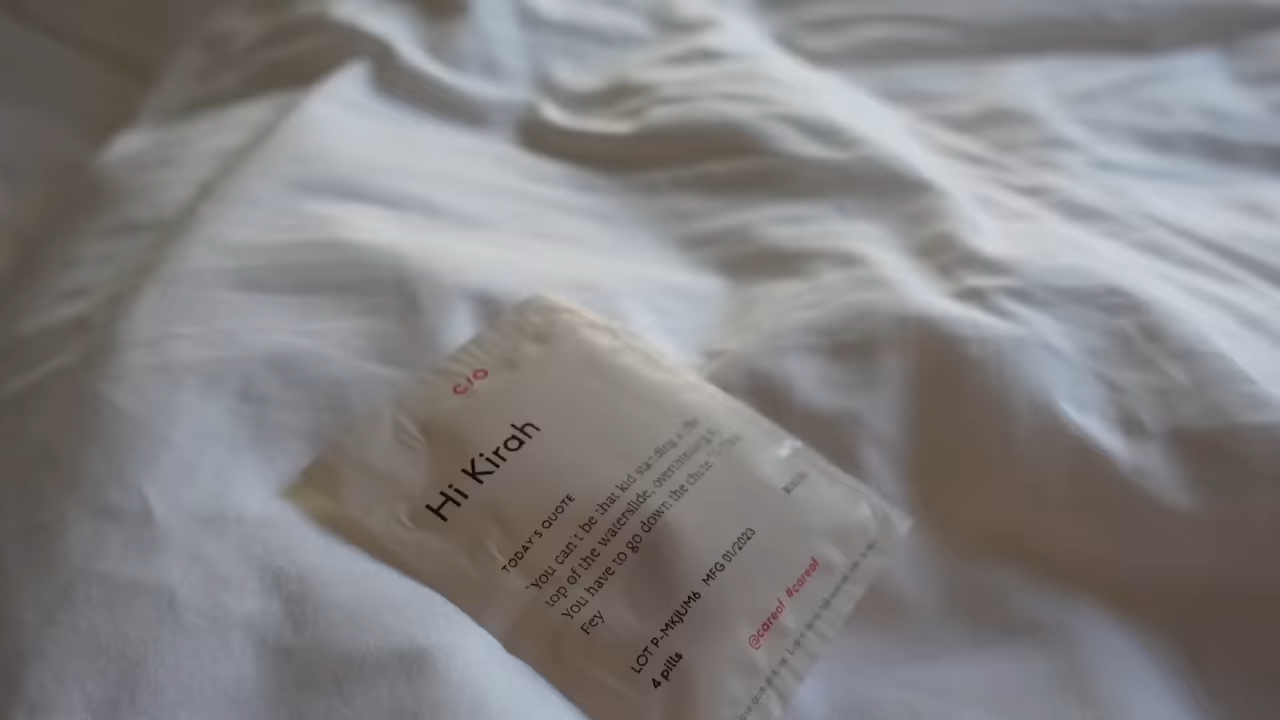 c/o
Hi Kirah
TODAY'S QUOTE
"You can't be that kid standing at the
top of the waterslide, overthinking it.
You have to go down the chute."
Fey
LOT P-MKJUM6 MFG 01/2023
4 pills
@careof #careof